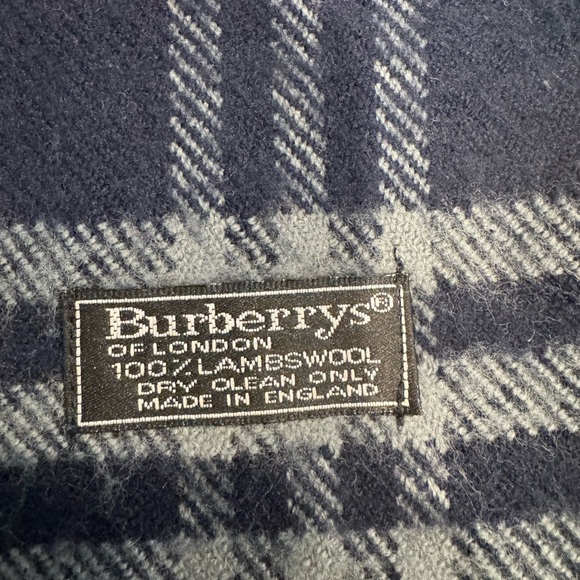 Burberrys®
OF LONDON
100% LAMBSWOOL
DRY CLEAN ONLY
MADE IN ENGLAND